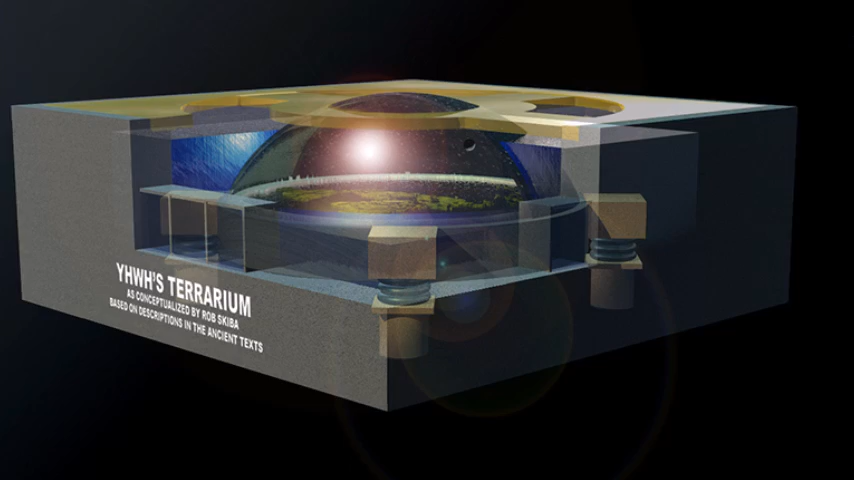 YHWH'S TERRARIUM
AS CONCEPTUALIZED BY ROB SKIBA
BASED ON DESCRIPTIONS IN THE ANCIENT TEXTS